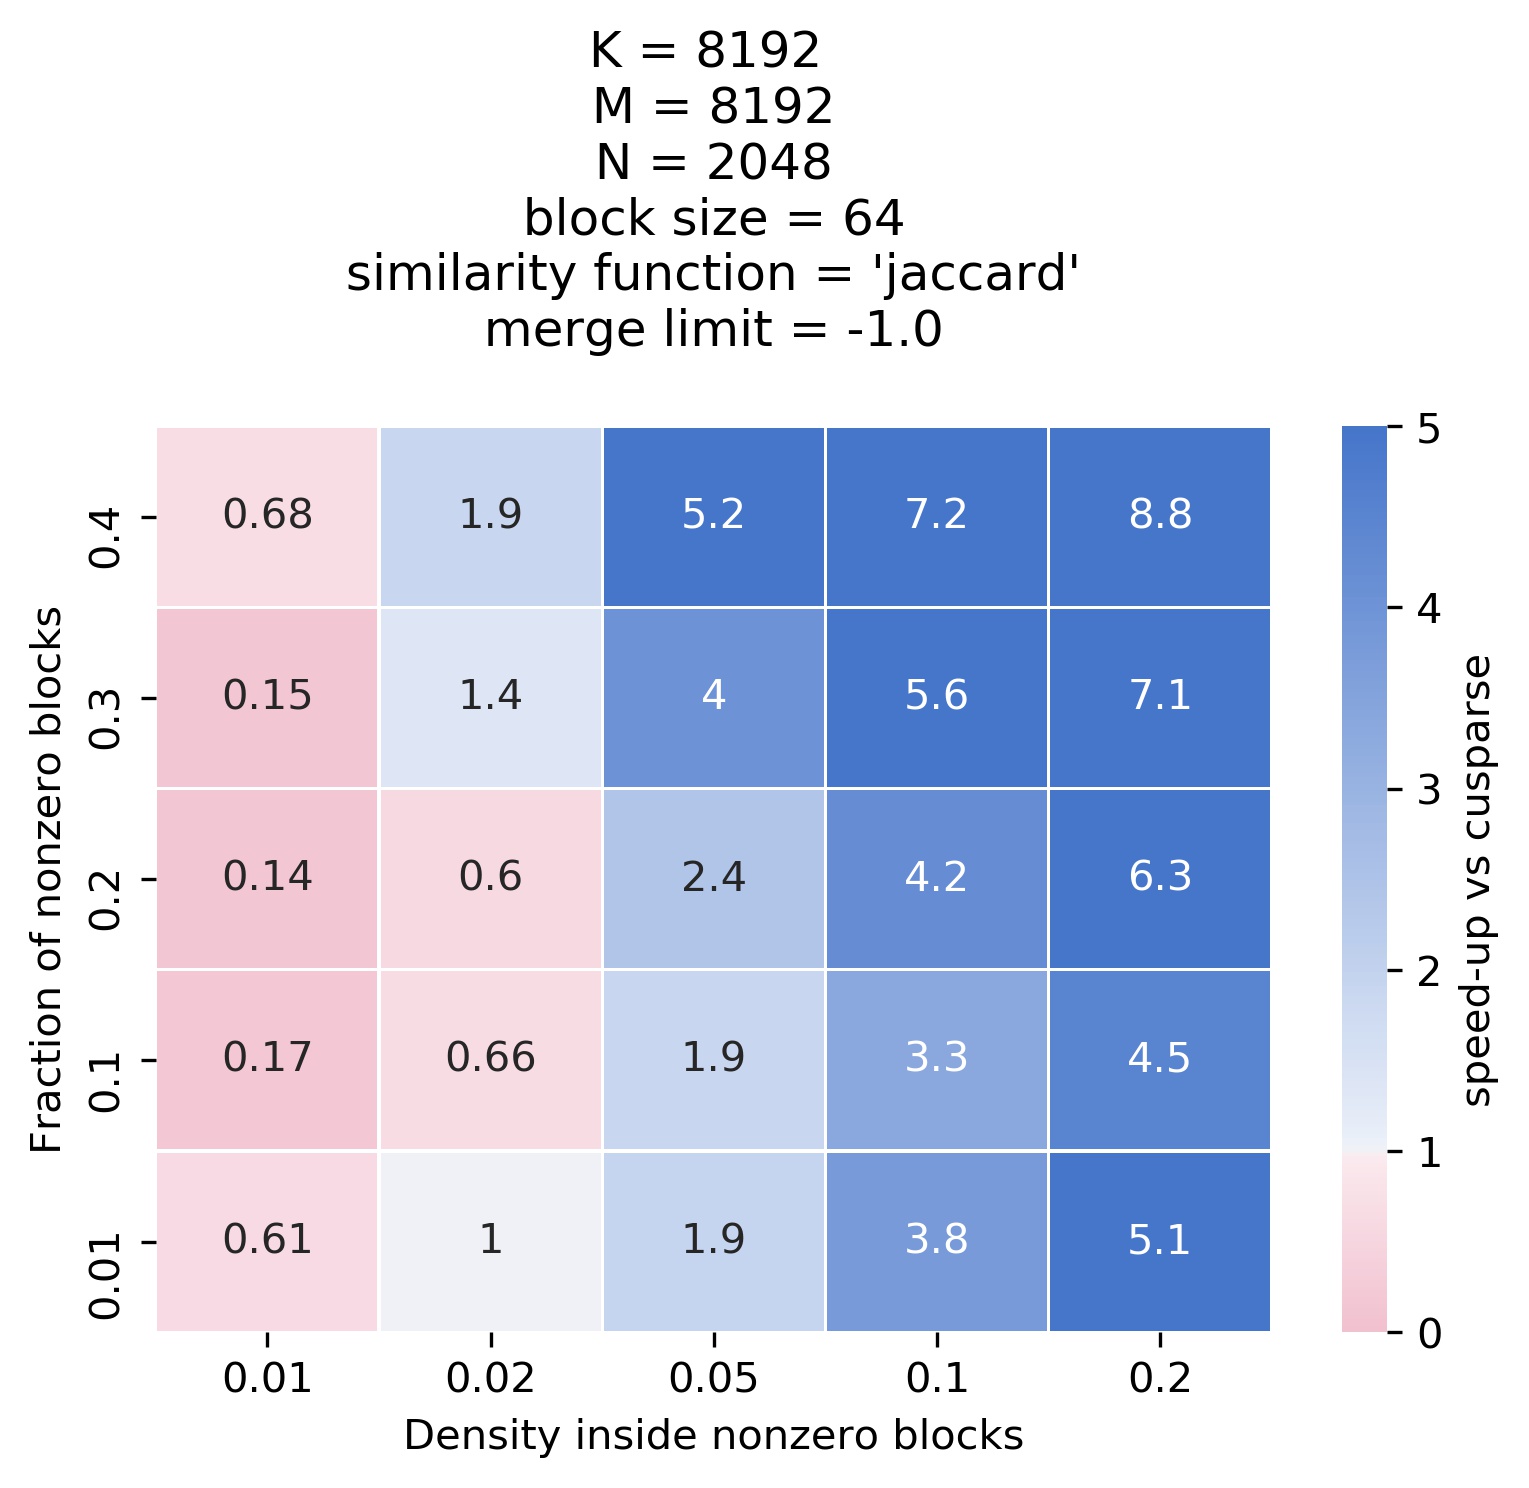 K = 8192
M = 8192
N = 2048
block size = 64
similarity function = 'jaccard'
merge limit = -1.0
Fraction of nonzero blocks
0.4 0.68 1.9 5.2 7.2 8.8
0.3 0.15 1.4 4 5.6 7.1
0.2 0.14 0.6 2.4 4.2 6.3
0.1 0.17 0.66 1.9 3.3 4.5
0.01 0.61 1 1.9 3.8 5.1
0.01 0.02 0.05 0.1 0.2
Density inside nonzero blocks
5
4
3
2
1
0
speed-up vs cusparse